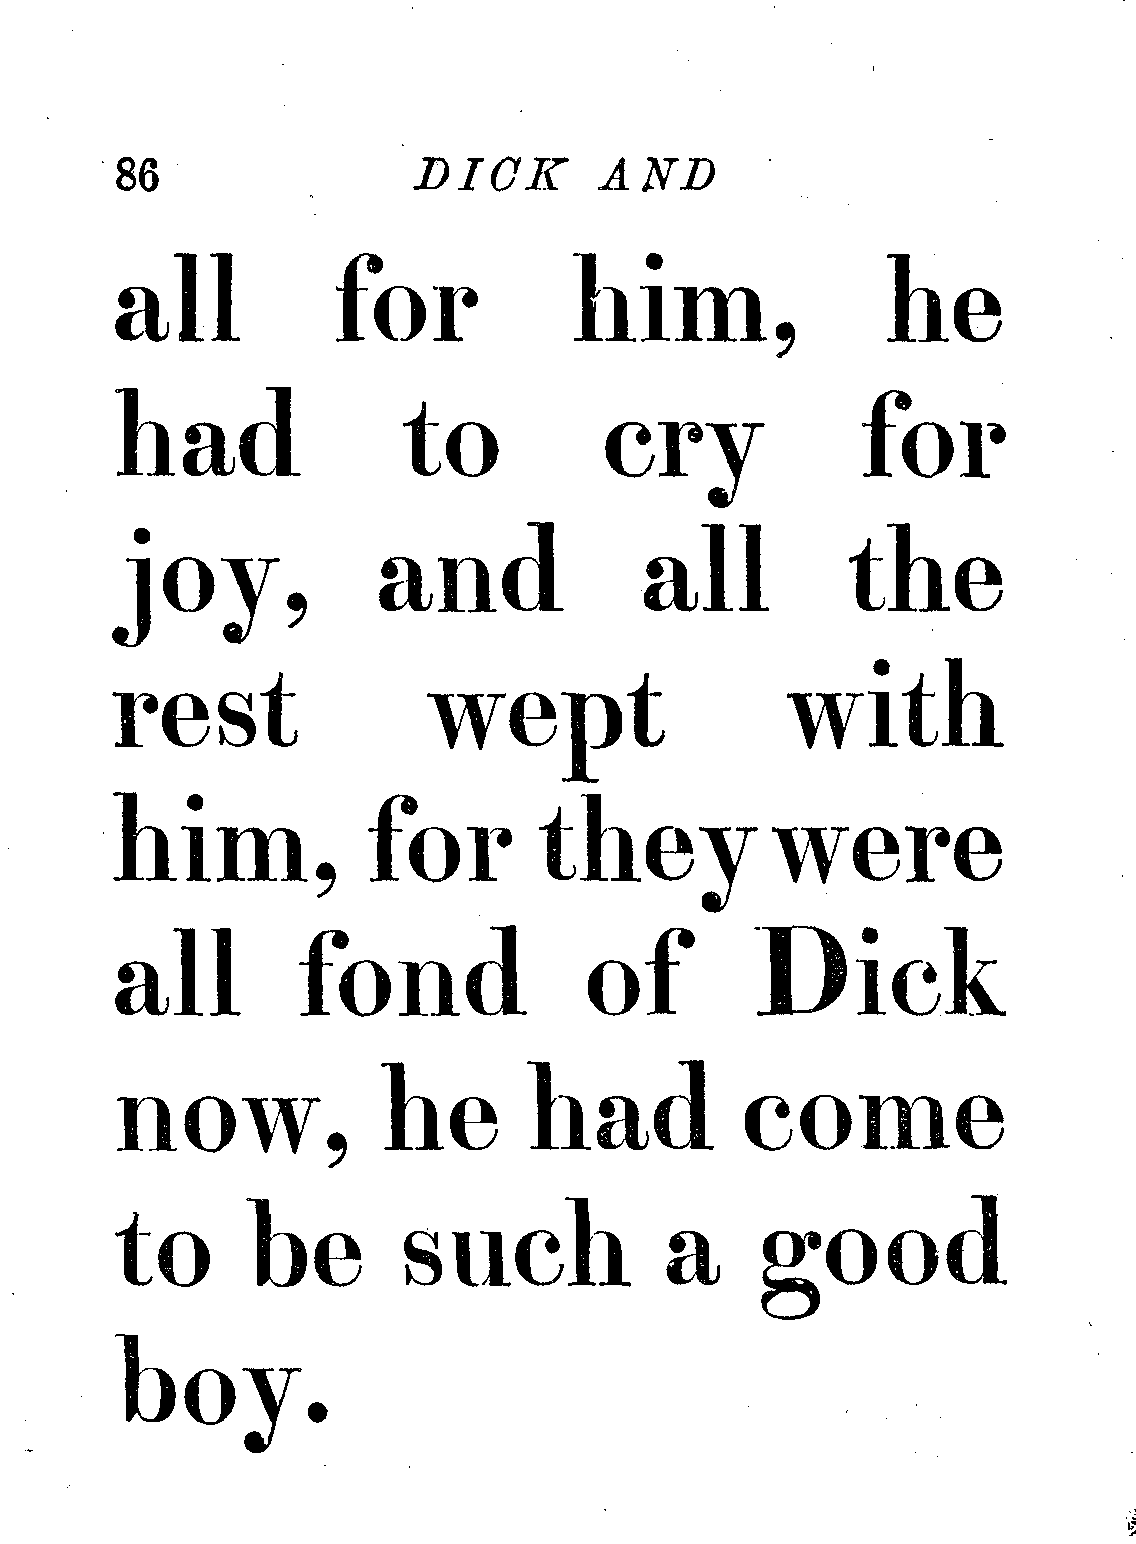 86 DICK AND
all for him, he
had to cry for
joy, and all the
rest wept with
him, for they were
all fond of Dick
now, he had come
to be such a good
boy.